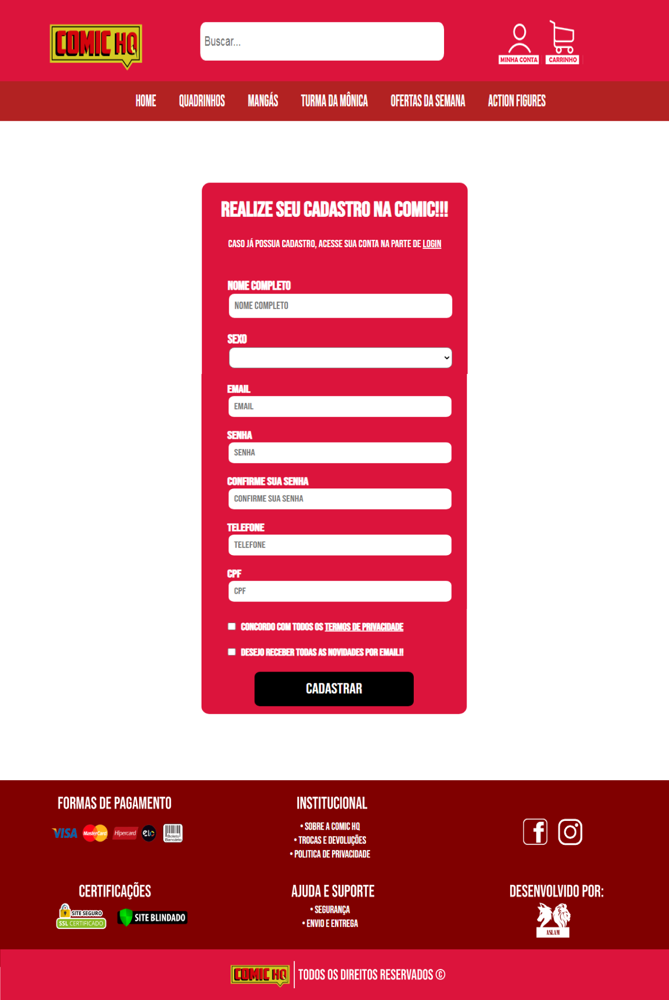 COMIC HQ
Buscar...
MINHA CONTA
CARRINHO
HOME
QUADRINHOS
MANGÁS
TURMA DA MÔNICA
OFERTAS DA SEMANA
ACTION FIGURES
REALIZE SEU CADASTRO NA COMIC!!!
CASO JÁ POSSUA CADASTRO, ACESSE SUA CONTA NA PARTE DE LOGIN
NOME COMPLETO
NOME COMPLETO
SEXO
EMAIL
EMAIL
SENHA
SENHA
CONFIRME SUA SENHA
CONFIRME SUA SENHA
TELEFONE
TELEFONE
CPF
CPF
CONCORDO COM TODOS OS TERMOS DE PRIVACIDADE
DESEJO RECEBER TODAS AS NOVIDADES POR EMAIL!!
CADASTRAR
FORMAS DE PAGAMENTO
VISA
MasterCard
Hipercard
elo
Boleto
Bancário
INSTITUCIONAL
• SOBRE A COMIC HQ
• TROCAS E DEVOLUÇÕES
• POLITICA DE PRIVACIDADE
CERTIFICAÇÕES
SITE SEGURO
SSL CERTIFICADO
SITE BLINDADO
AJUDA E SUPORTE
• SEGURANÇA
• ENVIO E ENTREGA
DESENVOLVIDO POR:
ASLAM
COMIC HQ
TODOS OS DIREITOS RESERVADOS ©